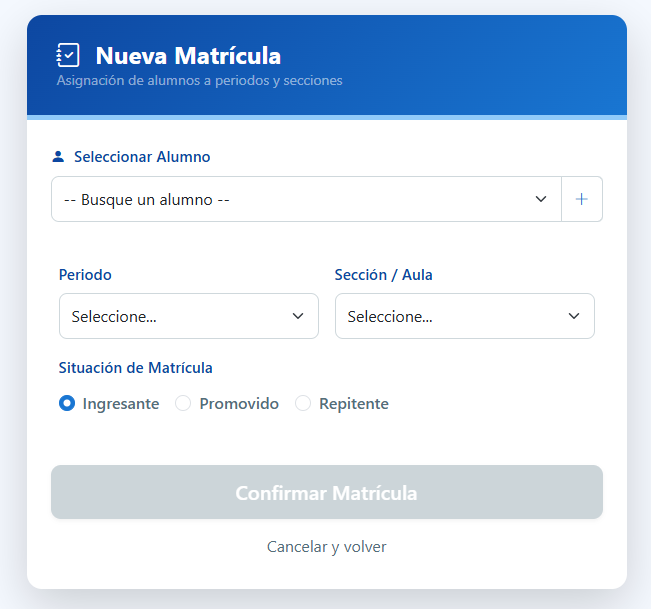 Nueva Matrícula
Asignación de alumnos a periodos y secciones
Seleccionar Alumno
-- Busque un alumno --
+
Periodo
Sección / Aula
Seleccione...
Seleccione...
Situación de Matrícula
Ingresante
Promovido
Repitente
Confirmar Matrícula
Cancelar y volver